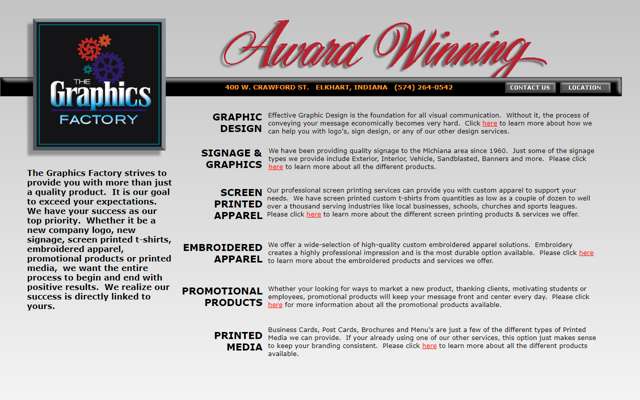 Award Winning
THE
Graphics
FACTORY
400 W. CRAWFORD ST.   ELKHART, INDIANA   (574) 264-0542
CONTACT US
LOCATION
The Graphics Factory strives to
provide you with more than just
a quality product.  It is our goal
to exceed your expectations.
We have your success as our
top priority.  Whether it be a
new company logo, new
signage, screen printed t-shirts,
embroidered apparel,
promotional products or printed
media,  we want the entire
process to begin and end with
positive results.  We realize our
success is directly linked to
yours.
GRAPHIC
DESIGN
Effective Graphic Design is the foundation for all visual communication.  Without it, the process of
conveying your message economically becomes very hard.  Click here to learn more about how we
can help you with logo's, sign design, or any of our other design services.
SIGNAGE &
GRAPHICS
We have been providing quality signage to the Michiana area since 1960.  Just some of the signage
types we provide include Exterior, Interior, Vehicle, Sandblasted, Banners and more.  Please click
here to learn more about all the different products.
SCREEN
PRINTED
APPAREL
Our professional screen printing services can provide you with custom apparel to support your
needs.  We have screen printed custom t-shirts from quantities as low as a couple of dozen to well
over a thousand serving industries like local businesses, schools, churches and sports leagues.
Please click here to learn more about the different screen printing products & services we offer.
EMBROIDERED
APPAREL
We offer a wide-selection of high-quality custom embroidered apparel solutions.  Embroidery
creates a highly professional impression and is the most durable option available.  Please click here
to learn more about the embroidered products and services we offer.
PROMOTIONAL
PRODUCTS
Whether your looking for ways to market a new product, thanking clients, motivating students or
employees, promotional products will keep your message front and center every day.  Please click
here for more information about all the promotional products available.
PRINTED
MEDIA
Business Cards, Post Cards, Brochures and Menu's are just a few of the different types of Printed
Media we can provide.  If your already using one of our other services, this option just makes sense
to keep your branding consistent.  Please click here to learn more about all the different products
available.